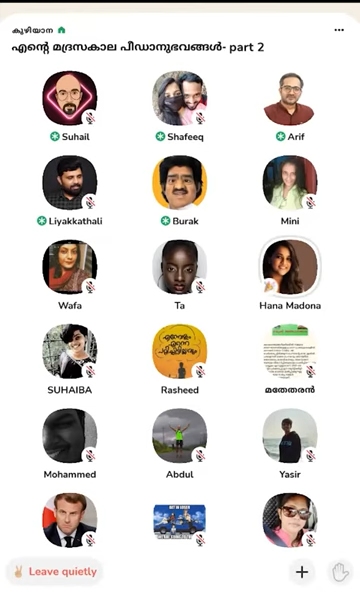 കുഴിയാന
എന്റെ മദ്രസകാല പീഡാനുഭവങ്ങൾ- part 2
Suhail
Shafeeq
Arif
Liyakkathali
Burak
Mini
Wafa
Ta
Hana Madona
SUHAIBA
Rasheed
മതേതരൻ
Mohammed
Abdul
Yasir
Leave quietly